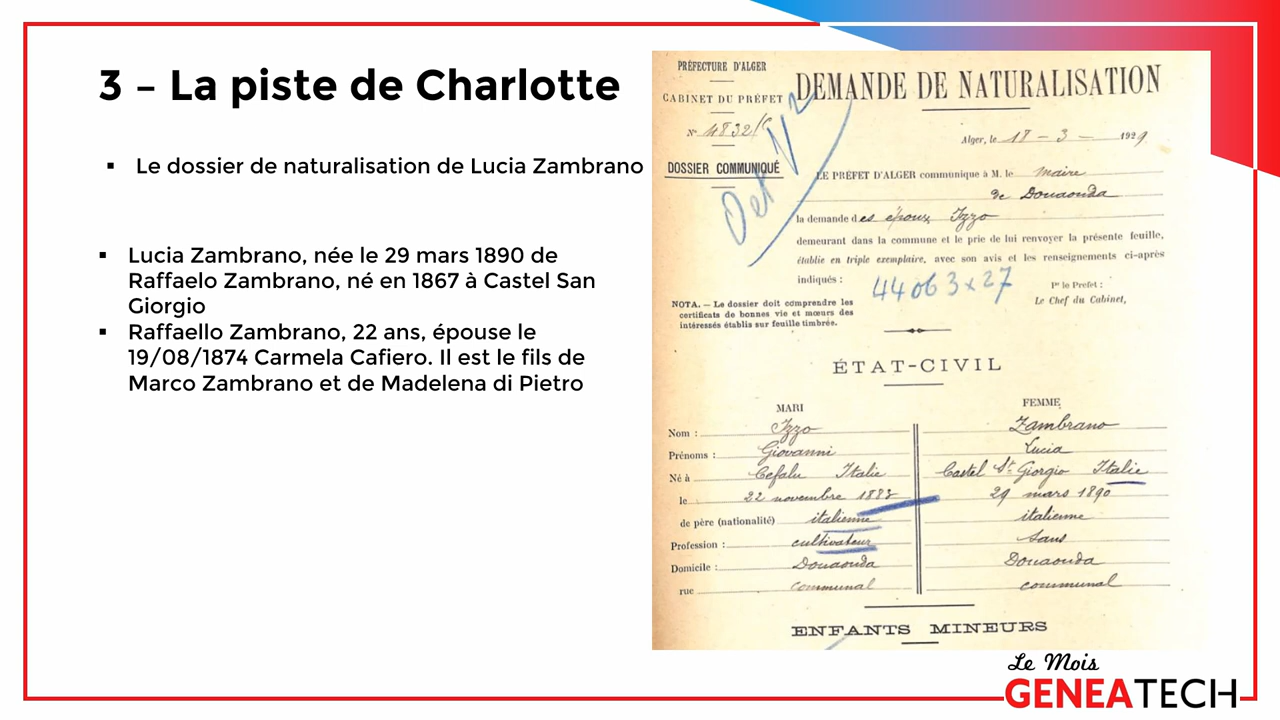 3 – La piste de Charlotte
▪ Le dossier de naturalisation de Lucia Zambrano
▪ Lucia Zambrano, née le 29 mars 1890 de
Raffaelo Zambrano, né en 1867 à Castel San
Giorgio
▪ Raffaello Zambrano, 22 ans, épouse le
19/08/1874 Carmela Cafiero. Il est le fils de
Marco Zambrano et de Madelena di Pietro
PRÉFECTURE D'ALGER
CABINET DU PRÉFET
N° 4832/
DOSSIER COMMUNIQUÉ
DEMANDE DE NATURALISATION
Alger, le 18 - 3 - 1929
LE PRÉFET D'ALGER communique à M. le maire
de Douaouda
la demande des époux Izzo
demeurant dans la commune et le prie de lui renvoyer la présente feuille,
établie en triple exemplaire, avec son avis et les renseignements ci-après
indiqués :
44063x27
Pr le Prefet :
Le Chef du Cabinet,
NOTA. — Le dossier doit comprendre les
certificats de bonnes vie et mœurs des
intéressés établis sur feuille timbrée.
ÉTAT-CIVIL
MARI FEMME
Nom : Izzo Zambrano
Prénoms : Giovanni Lucia
Né à Cefalu Italie Castel St Giorgio Italie
le 22 novembre 29 mars 1890
de père (nationalité) italienne italienne
Profession : cultivateur Sans
Domicile : Douaouda Douaouda
rue communal communal
ENFANTS MINEURS
Le Mois
GENEATECH